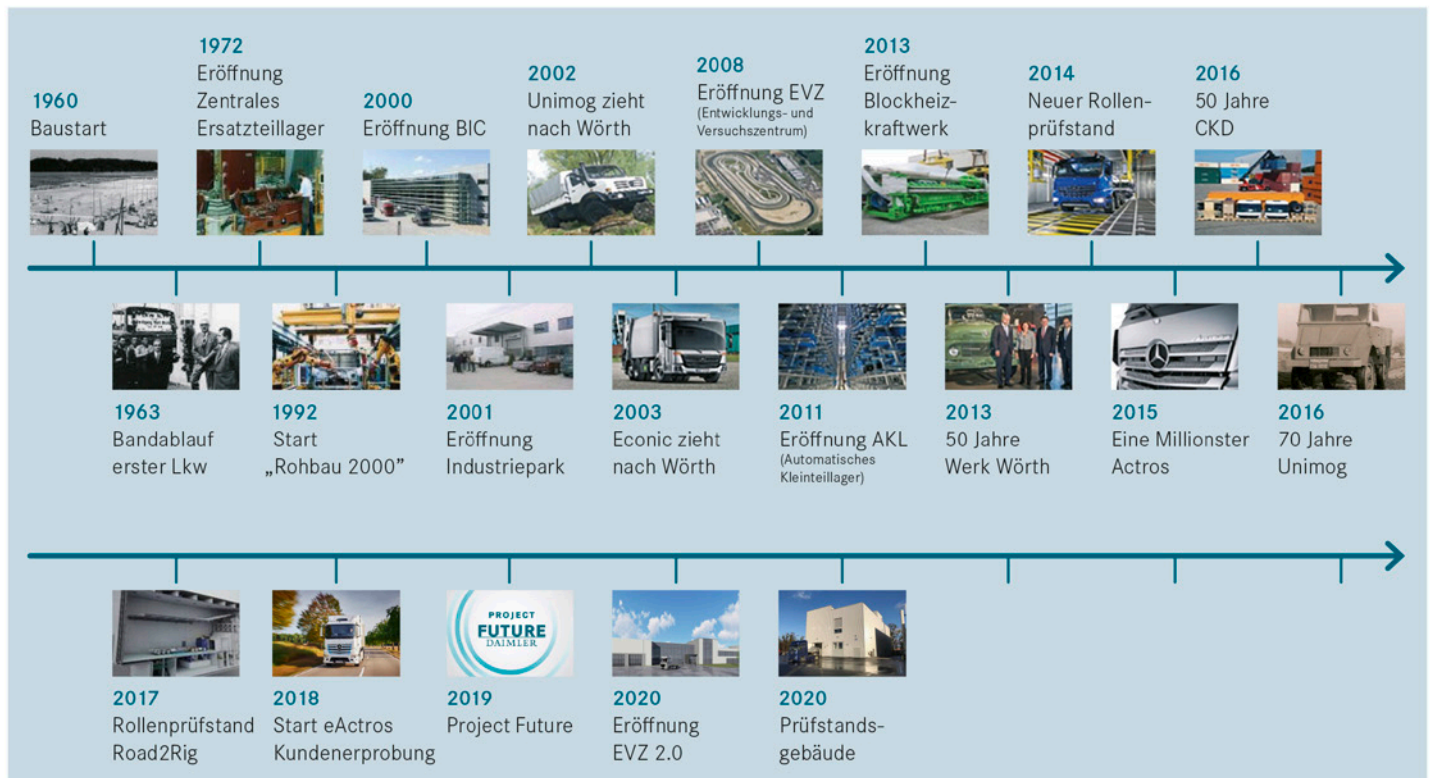 1960
Baustart
1972
Eröffnung
Zentrales
Ersatzteillager
2000
Eröffnung BIC
2002
Unimog zieht
nach Wörth
2008
Eröffnung EVZ
(Entwicklungs- und
Versuchszentrum)
2013
Eröffnung
Blockheiz-
kraftwerk
2014
Neuer Rollen-
prüfstand
2016
50 Jahre
CKD
1963
Bandablauf
erster Lkw
1992
Start
„Rohbau 2000”
2001
Eröffnung
Industriepark
2003
Econic zieht
nach Wörth
2011
Eröffnung AKL
(Automatisches
Kleinteillager)
2013
50 Jahre
Werk Wörth
2015
Eine Millionster
Actros
2016
70 Jahre
Unimog
2017
Rollenprüfstand
Road2Rig
2018
Start eActros
Kundenerprobung
PROJECT
FUTURE
DAIMLER
2019
Project Future
2020
Eröffnung
EVZ 2.0
2020
Prüfstands-
gebäude